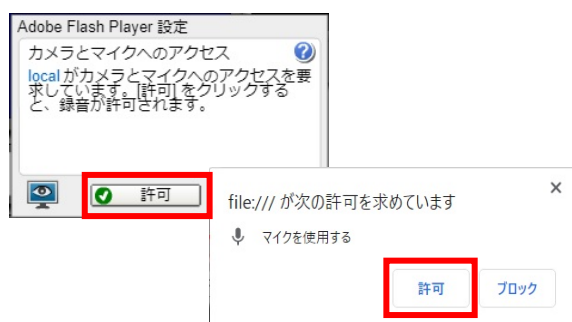 Adobe Flash Player 設定
カメラとマイクへのアクセス
local がカメラとマイクへのアクセスを要
求しています。[許可] をクリックする
と、録音が許可されます。
許可
file:/// が次の許可を求めています
マイクを使用する
許可
ブロック